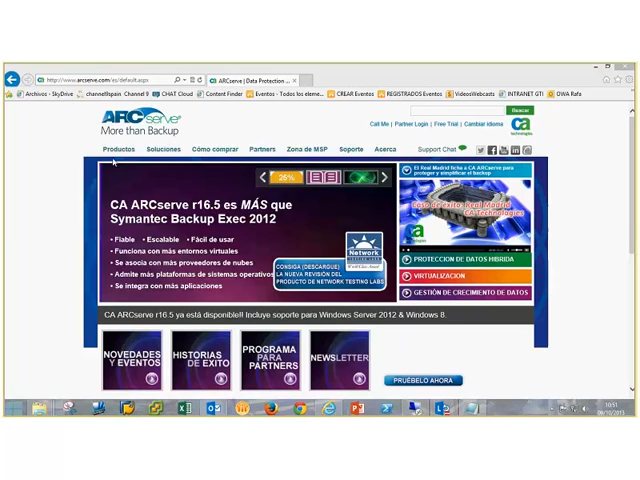 http://www.arcserve.com/es/default.aspx
ARCserve | Data Protection ...
Archivos - SkyDrive
channel9spain
Channel 9
CHAT Cloud
Content Finder
Eventos - Todos los eleme...
CREAR Eventos
REGISTRADOS Eventos
VideosWebcasts
INTRANET GTI
OWA Rafa
ARCserve
More than Backup
Buscar
Call Me | Partner Login | Free Trial | Cambiar idioma
ca
technologies
Productos
Soluciones
Cómo comprar
Partners
Zona de MSP
Soporte
Acerca
Support Chat
26%
CA ARCserve r16.5 es MÁS que
Symantec Backup Exec 2012
• Fiable • Escalable • Fácil de usar
• Funciona con más entornos virtuales
• Se asocia con más proveedores de nubes
• Admite más plataformas de sistemas operativos
• Se integra con más aplicaciones
Network
CONSIGA (DESCARGUE)
LA NUEVA REVISIÓN DEL
PRODUCTO DE NETWORK TESTING LABS
El Real Madrid ficha a CA ARCserve para
proteger y simplificar el backup
Caso de éxito: Real Madrid
CA Technologies
PROTECCION DE DATOS HIBRIDA
VIRTUALIZACION
GESTIÓN DE CRECIMIENTO DE DATOS
CA ARCserve r16.5 ya está disponible!! Incluye soporte para Windows Server 2012 & Windows 8.
NOVEDADES
Y EVENTOS
HISTORIAS
DE EXITO
PROGRAMA
PARA
PARTNERS
NEWSLETTER
PRUÉBELO AHORA
10:51
09/10/2013